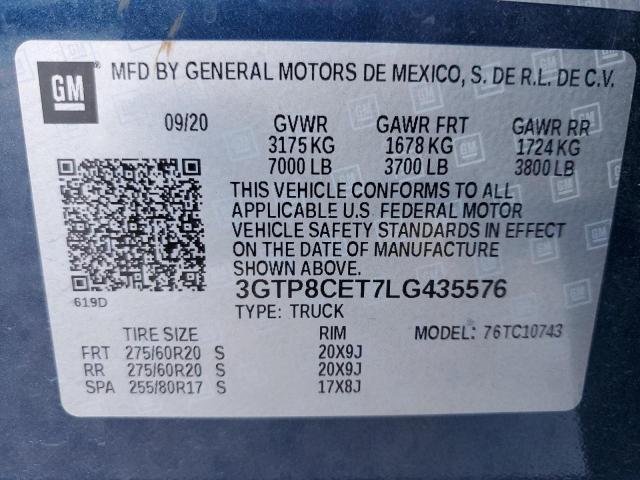 GM
MFD BY GENERAL MOTORS DE MEXICO, S. DE R.L. DE C.V.
09/20 GVWR GAWR FRT GAWR RR
3175 KG 1678 KG 1724 KG
7000 LB 3700 LB 3800 LB
THIS VEHICLE CONFORMS TO ALL
APPLICABLE U.S. FEDERAL MOTOR
VEHICLE SAFETY STANDARDS IN EFFECT
ON THE DATE OF MANUFACTURE
SHOWN ABOVE.
619D
3GTP8CET7LG435576
TYPE: TRUCK
TIRE SIZE RIM MODEL: 76TC10743
FRT 275/60R20 S 20X9J
RR 275/60R20 S 20X9J
SPA 255/80R17 S 17X8J